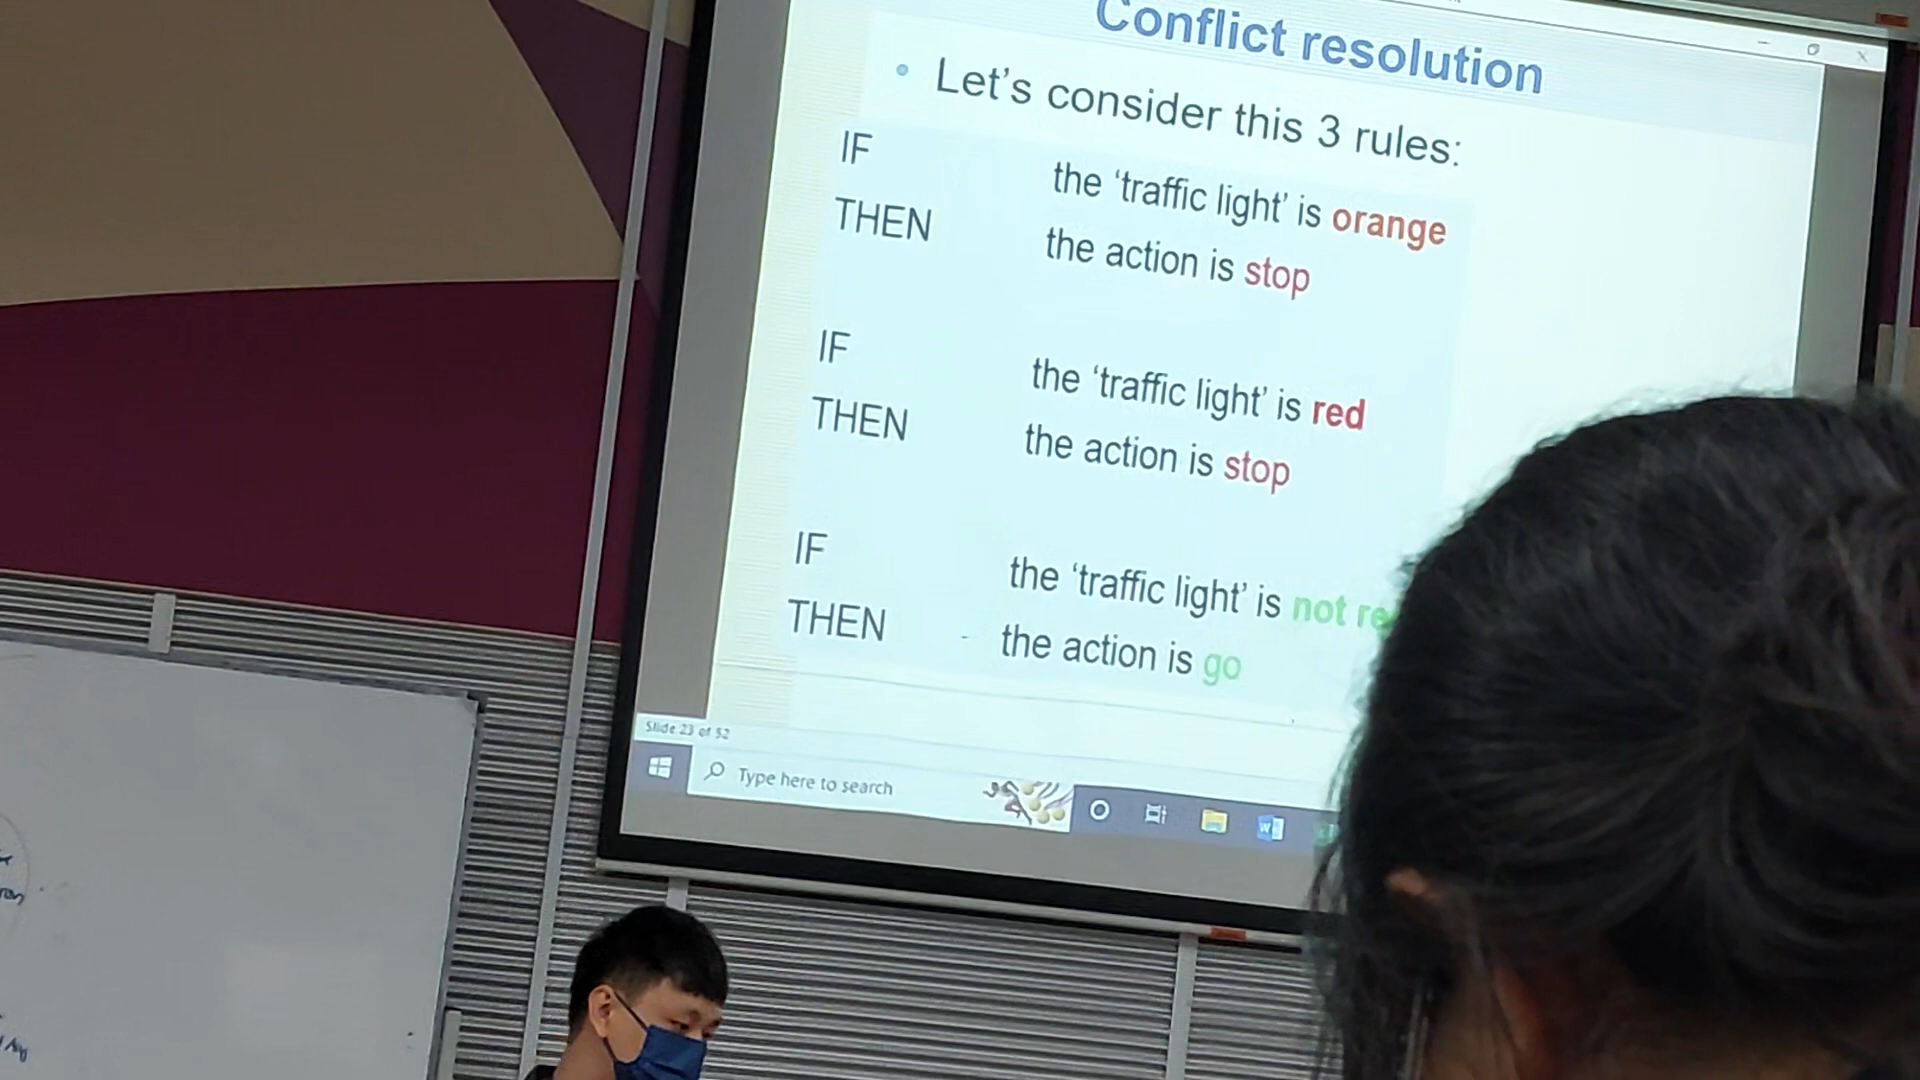 Conflict resolution
Let's consider this 3 rules:
IF the 'traffic light' is orange
THEN the action is stop
IF the 'traffic light' is red
THEN the action is stop
IF the 'traffic light' is not
THEN the action is go
Slide 23 of 52
Type here to search